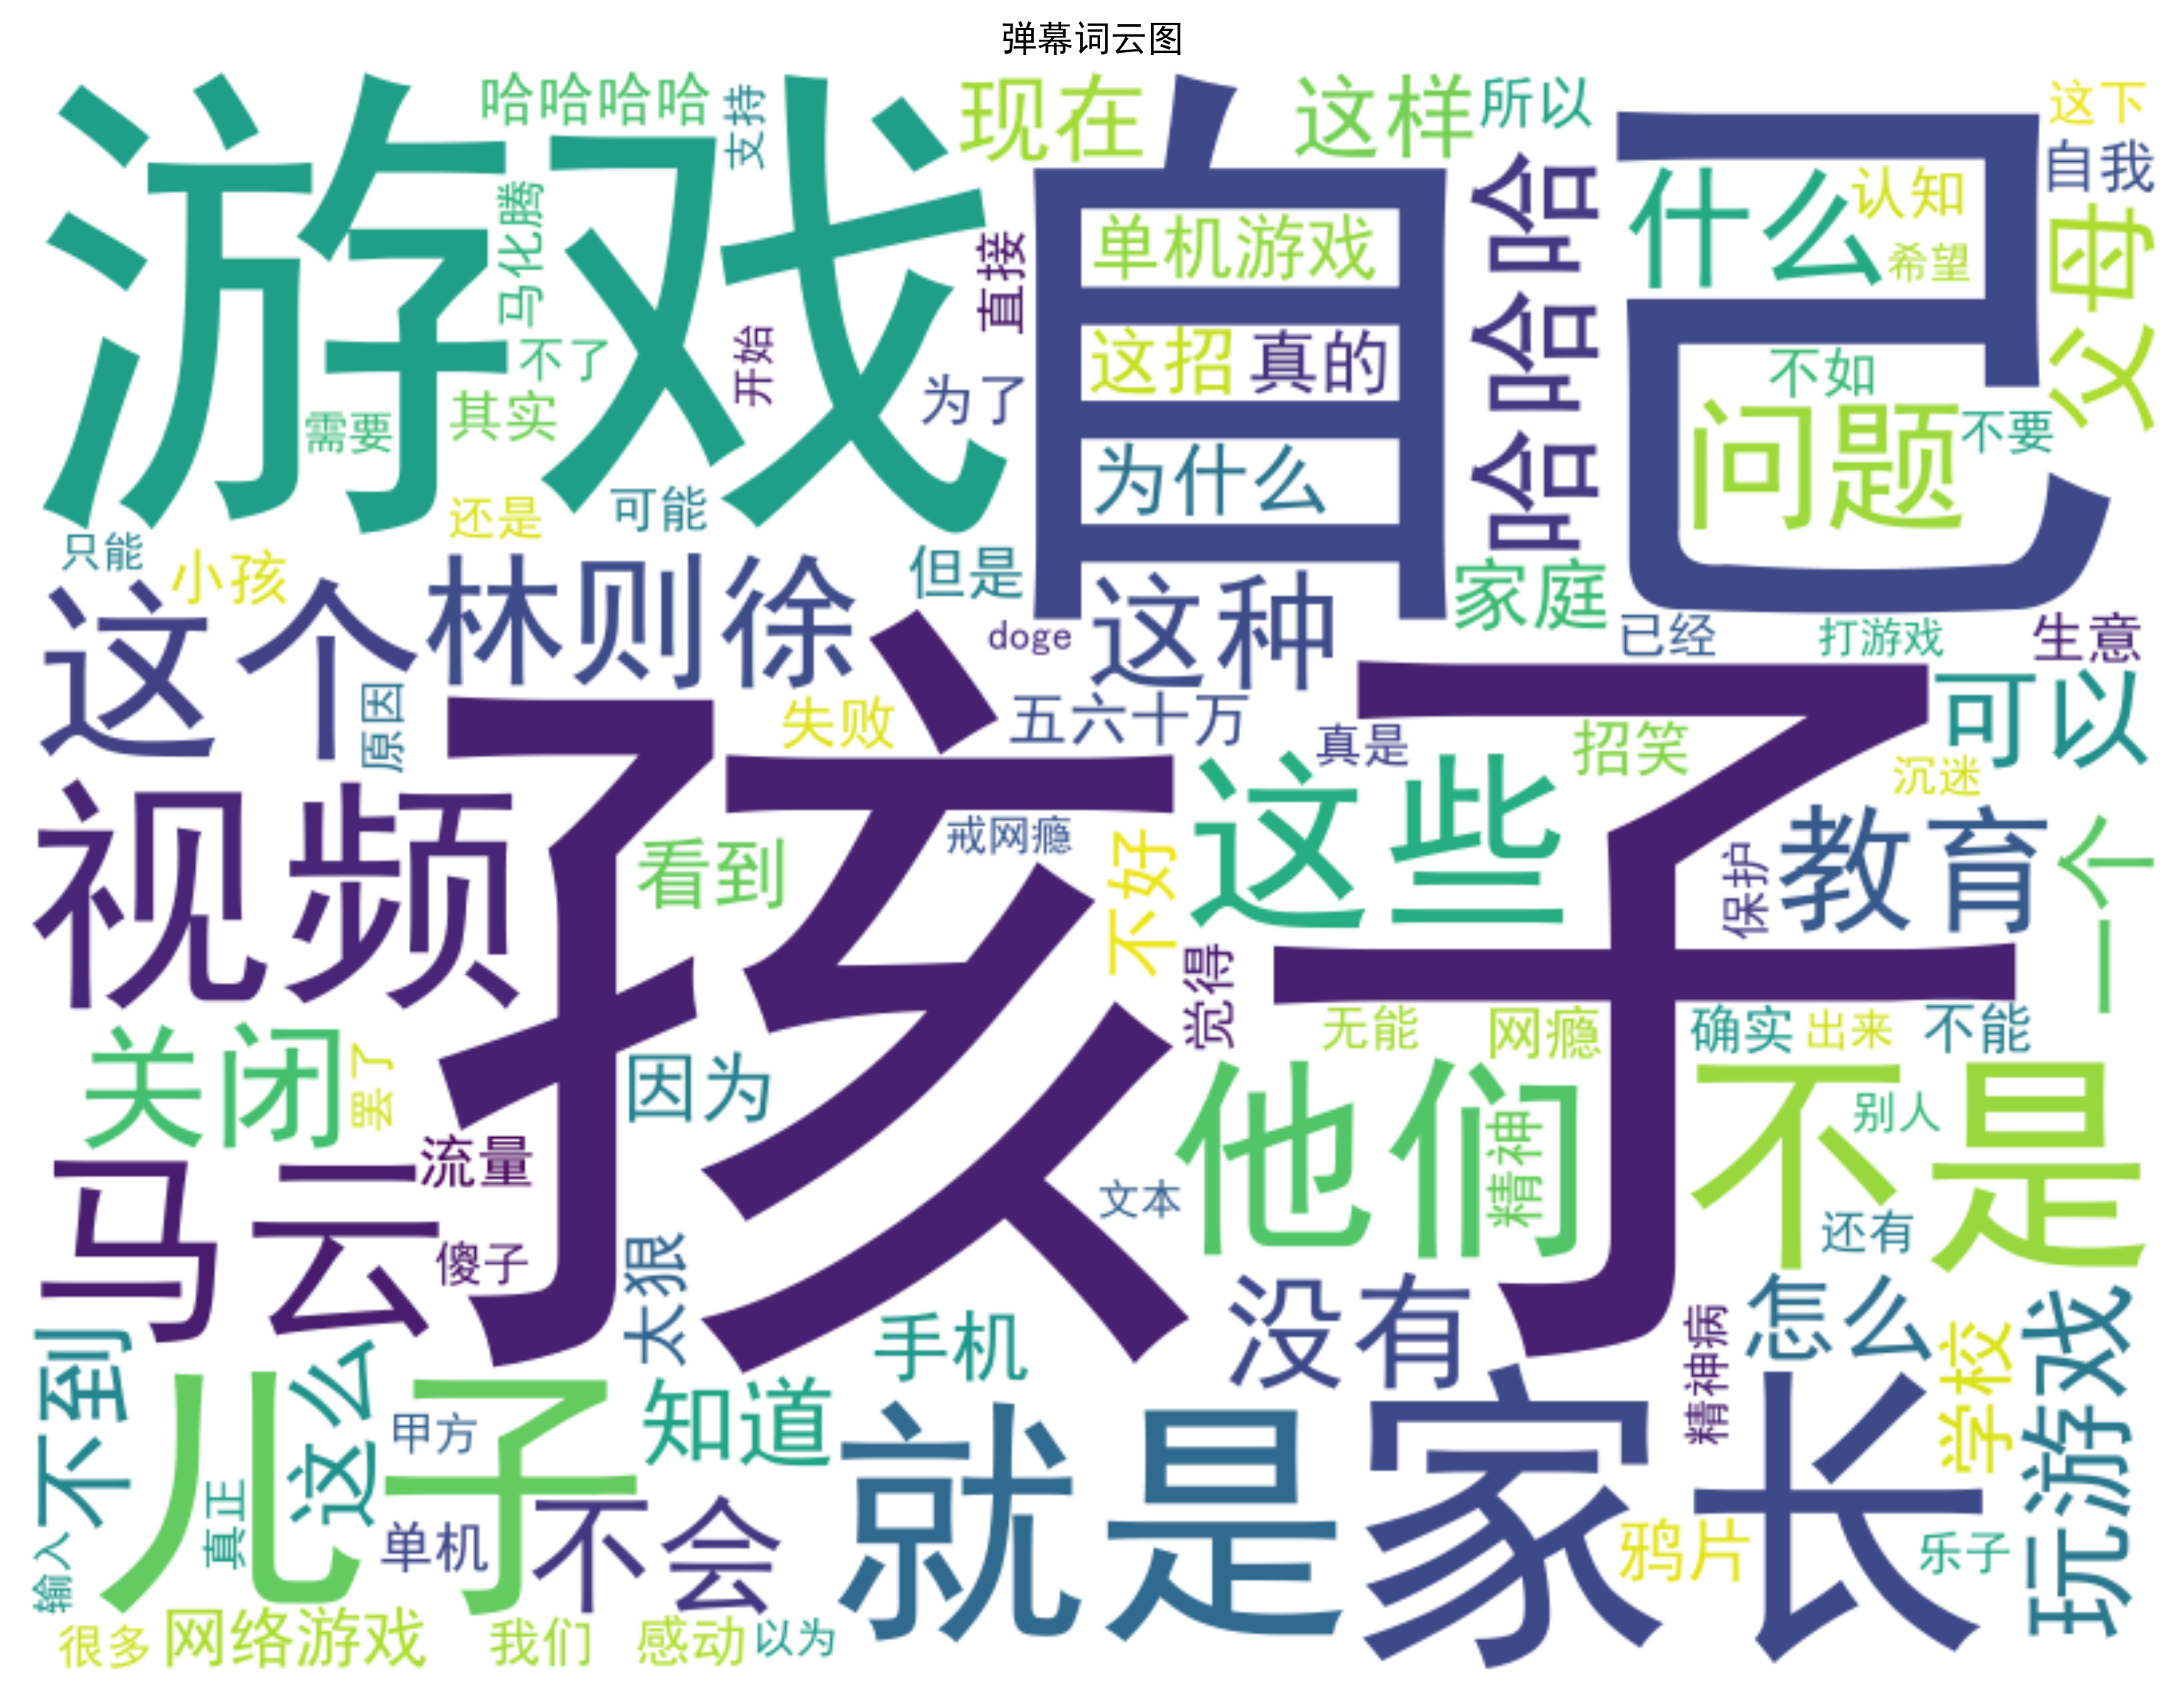 弹幕词云图
游戏
自己
孩子
哈哈哈哈
支持
现在
这样
所以
这下
自我
马化腾
直接
单机游戏
哈哈哈
什么
认知
希望
父母
不了
开始
为了
这招
真的
不如
需要
其实
为什么
问题
不要
还是
可能
只能
小孩
但是
家庭
这个
林则徐
doge
这种
已经
打游戏
生意
原因
失败
五六十万
真是
招笑
可以
沉迷
视频
看到
戒网瘾
不好
这些
保护
教育
一个
觉得
无能
网瘾
确实
出来
不能
关闭
罢了
因为
他们
精神
不是
别人
流量
马云
傻子
太狠
文本
还有
不到
这么
手机
没有
精神病
怎么
学校
玩游戏
儿子
甲方
知道
就是
家长
真正
单机
不会
鸦片
乐子
输入
很多
网络游戏
我们
感动
以为